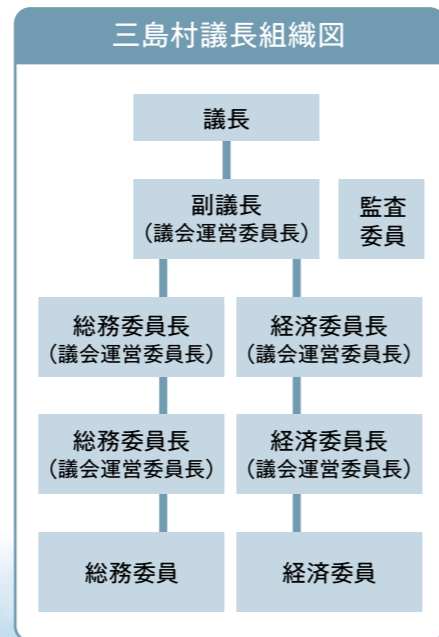 三島村議長組織図
議長
副議長
（議会運営委員長）
監査
委員
総務委員長
（議会運営委員長）
経済委員長
（議会運営委員長）
総務委員長
（議会運営委員長）
経済委員長
（議会運営委員長）
総務委員
経済委員